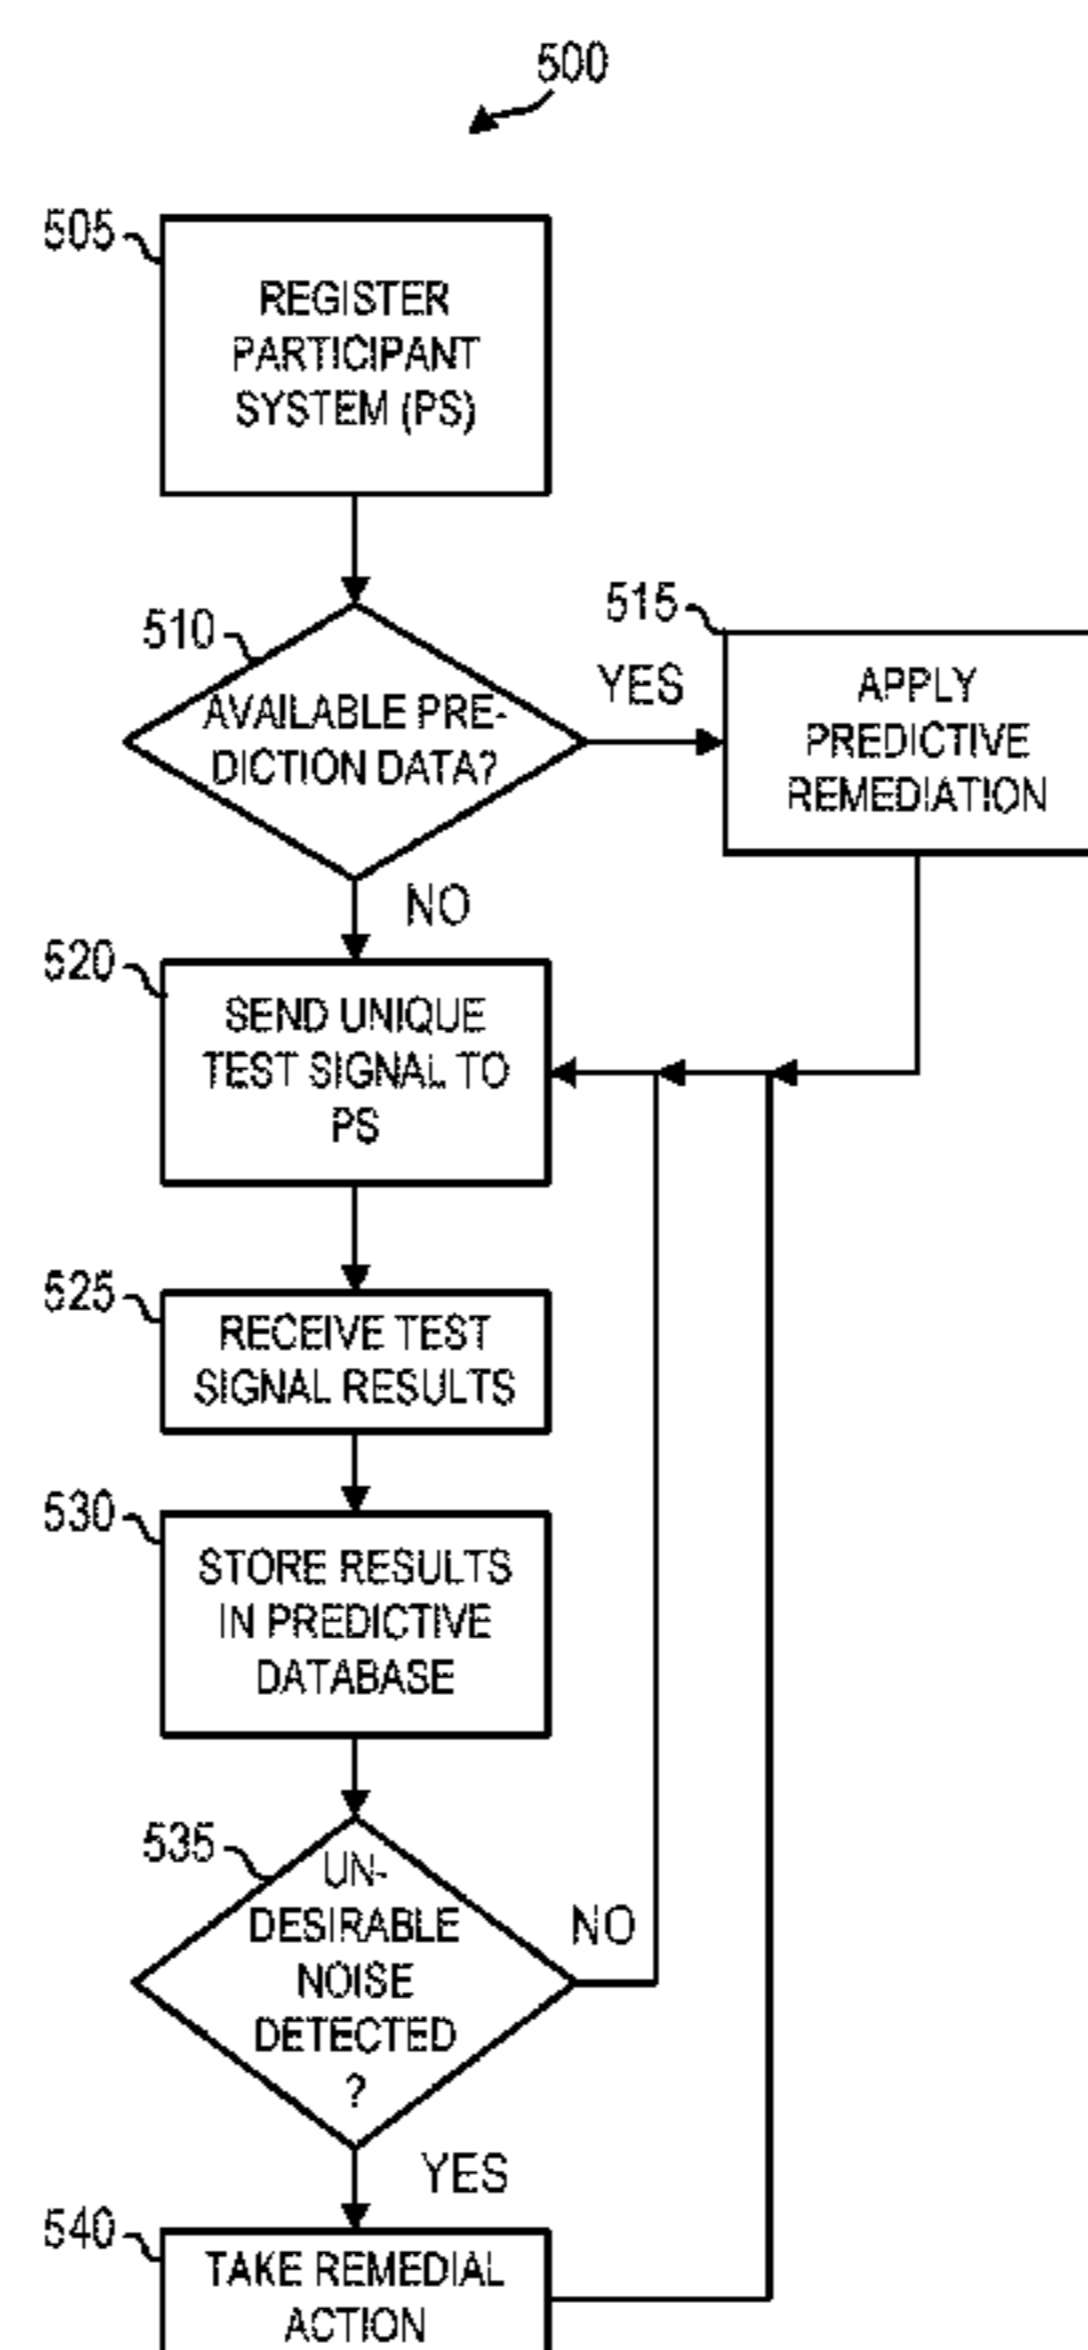 500
505
REGISTER
PARTICIPANT
SYSTEM (PS)
510
AVAILABLE PRE-
DICTION DATA?
YES
515
APPLY
PREDICTIVE
REMEDIATION
NO
520
SEND UNIQUE
TEST SIGNAL TO
PS
525
RECEIVE TEST
SIGNAL RESULTS
530
STORE RESULTS
IN PREDICTIVE
DATABASE
535
UN-
DESIRABLE
NOISE
DETECTED
?
NO
YES
540
TAKE REMEDIAL
ACTION